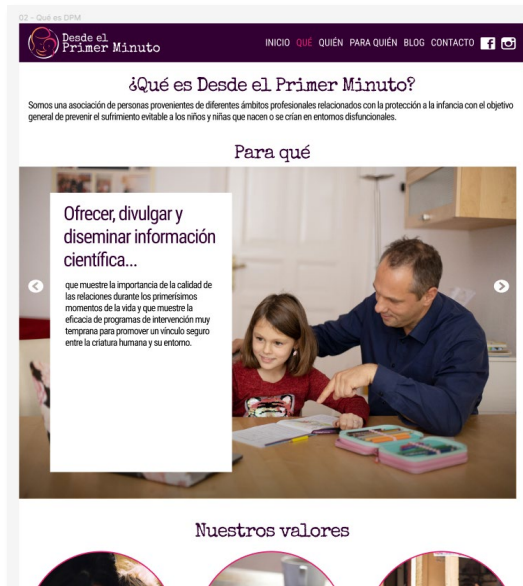 02 - Qué es DPM
Desde el
Primer Minuto
INICIO QUÉ QUIÉN PARA QUIÉN BLOG CONTACTO
¿Qué es Desde el Primer Minuto?
Somos una asociación de personas provenientes de diferentes ámbitos profesionales relacionados con la protección a la infancia con el objetivo
general de prevenir el sufrimiento evitable a los niños y niñas que nacen o se crían en entornos disfuncionales.
Para qué
Ofrecer, divulgar y
diseminar información
científica...
que muestre la importancia de la calidad de
las relaciones durante los primerísimos
momentos de la vida y que muestre la
eficacia de programas de intervención muy
temprana para promover un vínculo seguro
entre la criatura humana y su entorno.
Nuestros valores